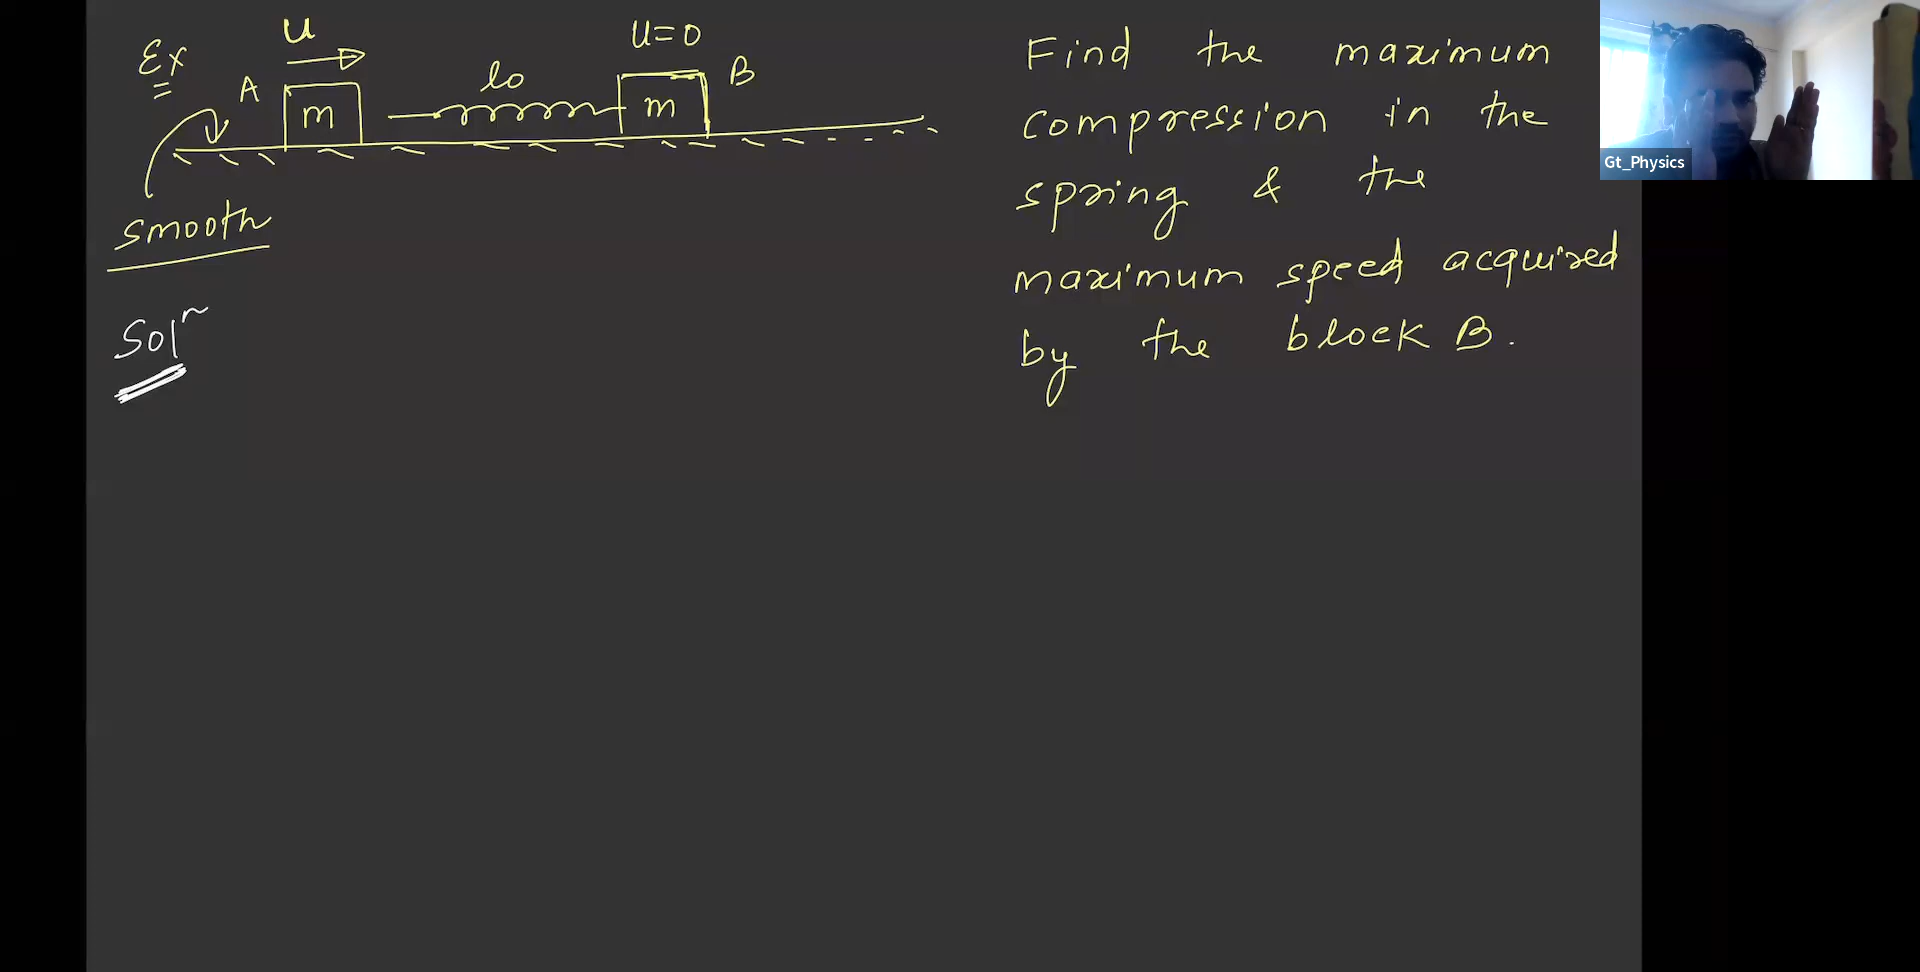 Ex
u
u=0
A
m
lo
m
B
smooth
Solⁿ
Find the maximum
compression in the
spring & the
maximum speed acquired
by the block B.
Gt_Physics